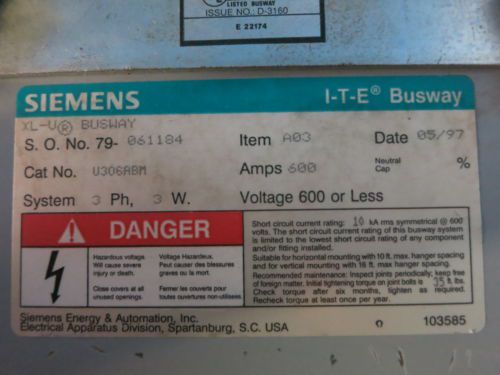 LISTED BUSWAY
ISSUE NO.: D-3160
E 22174
SIEMENS I-T-E® Busway
XL-U® BUSWAY
S. O. No. 79- 061184 Item A03 Date 05/97
Cat No. U306ABM Amps 600 Neutral Cap %
System 3 Ph, 3 W. Voltage 600 or Less
DANGER
Hazardous voltage.
Will cause severe
injury or death.
Close covers at all
unused openings.
Voltage Hazardeux.
Peut causer des blessures
graves ou la mort.
Fermer les couverts pour
toutes ouvertures non-utilisées.
Short circuit current rating: 10 kA rms symmetrical @ 600
volts. The short circuit current rating of this busway system
is limited to the lowest short circuit rating of any component
and/or fitting installed.
Suitable for horizontal mounting with 10 ft. max. hanger spacing
and for vertical mounting with 16 ft. max hanger spacing.
Recommended maintenance: Inspect joints periodically; keep free
of foreign matter. Initial tightening torque on joint bolts is 35 ft. lbs.
Check torque after six months, tighten as required.
Recheck torque at least once per year.
Siemens Energy & Automation, Inc.
Electrical Apparatus Division, Spartanburg, S.C. USA
103585